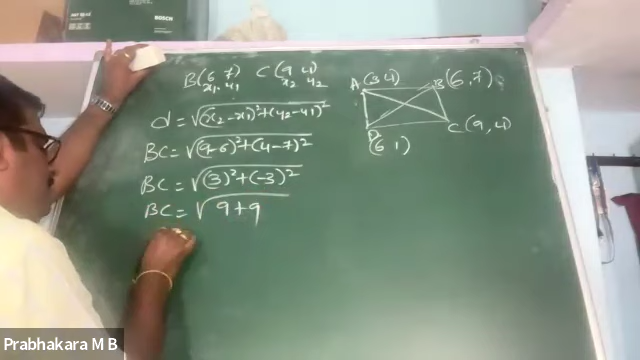 BOSCH
B(6 7) C(9 4)
x₁ y₁ x₂ y₂
d = √(x₂-x₁)²+(y₂-y₁)²
BC = √(9-6)²+(4-7)²
BC = √(3)²+(-3)²
BC = √9+9
A(3 4)
B(6,7)
D
(6 1)
C(9,4)
Prabhakara M B